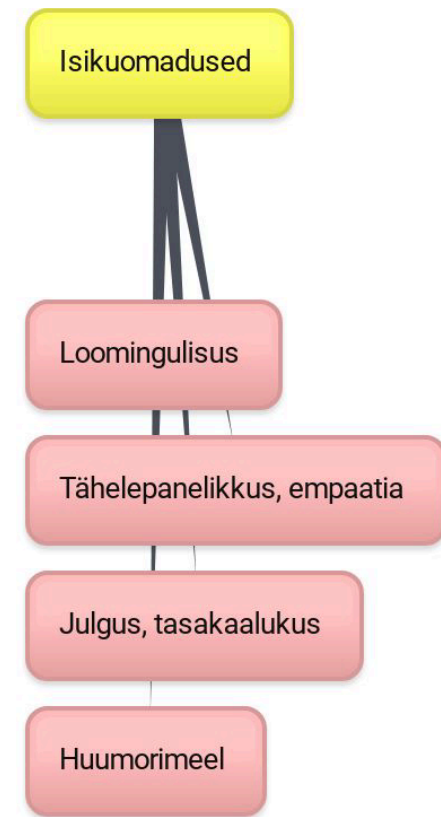 Isikuomadused
Loomingulisus
Tähelepanelikkus, empaatia
Julgus, tasakaalukus
Huumorimeel